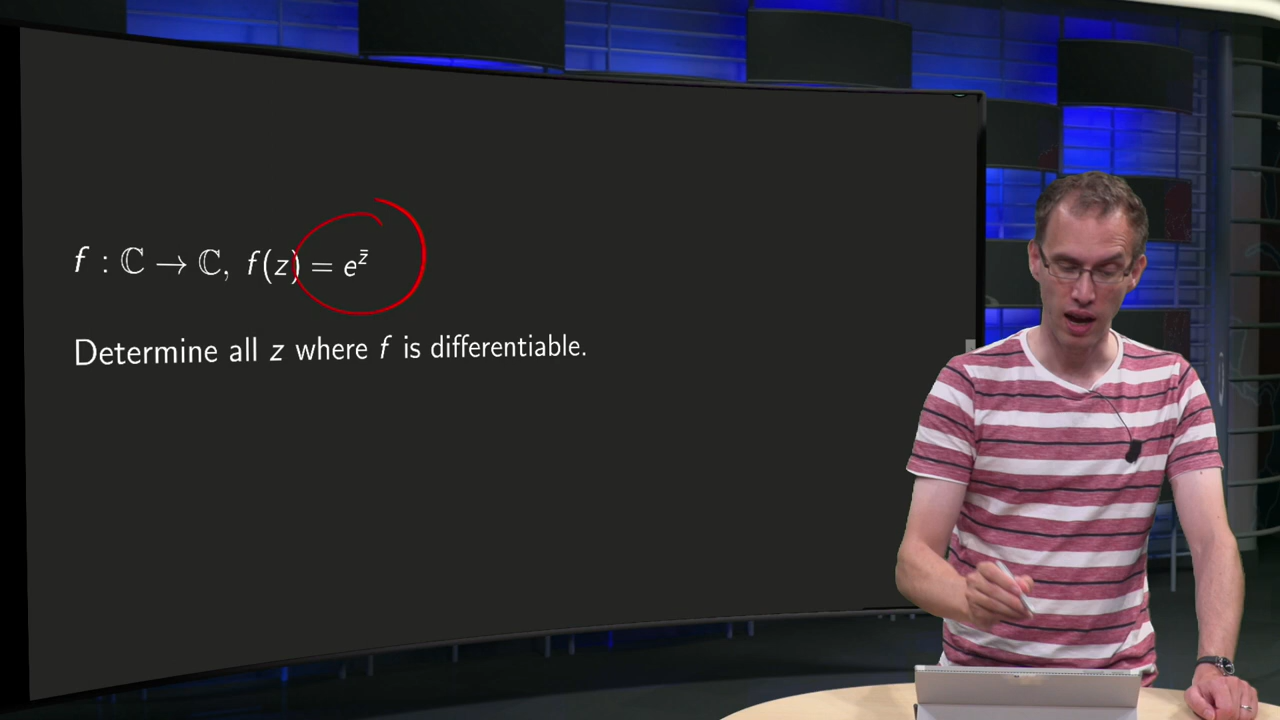 f : ℂ → ℂ, f(z) = e^z̄
Determine all z where f is differentiable.